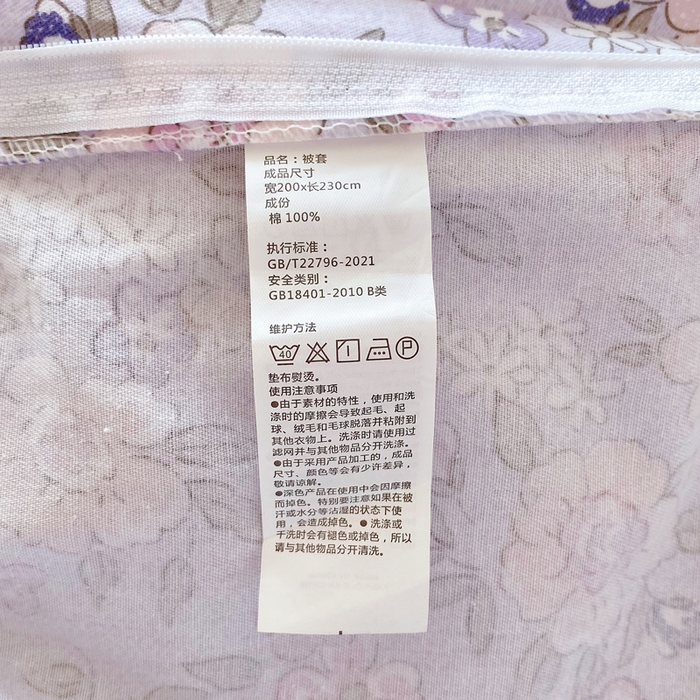 品名：被套
成品尺寸
宽200x长230cm
成份
棉 100%
执行标准：
GB/T22796-2021
安全类别：
GB18401-2010 B类
维护方法
40 P
垫布熨烫。
使用注意事项
●由于素材的特性，使用和洗
涤时的摩擦会导致起毛、起
球、绒毛和毛球脱落并粘附到
其他衣物上。洗涤时请使用过
滤网并与其他物品分开洗涤。
●由于采用产品加工的，成品
尺寸、颜色等会有少许差异，
敬请谅解。
●深色产品在使用中会因摩擦
而掉色。特别要注意如果在被
汗或水分等沾湿的状态下使
用，会造成掉色。●洗涤或
干洗时会有褪色或掉色，所以
请与其他物品分开清洗。